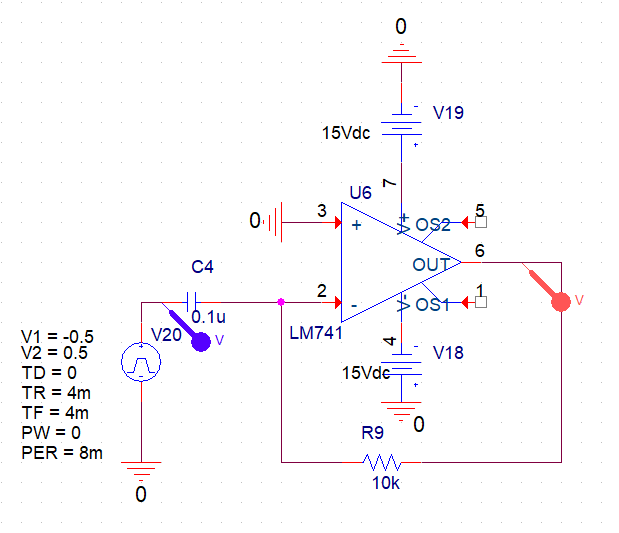 0
V19
-
15Vdc
+
7
U6
0
3
+
V+
OS2
5
6
OUT
C4
0.1u
2
-
V-
OS1
1
V
V20
V
LM741
V1 = -0.5
V2 = 0.5
TD = 0
TR = 4m
TF = 4m
PW = 0
PER = 8m
+
-
4
-
V18
15Vdc
+
0
R9
10k
0